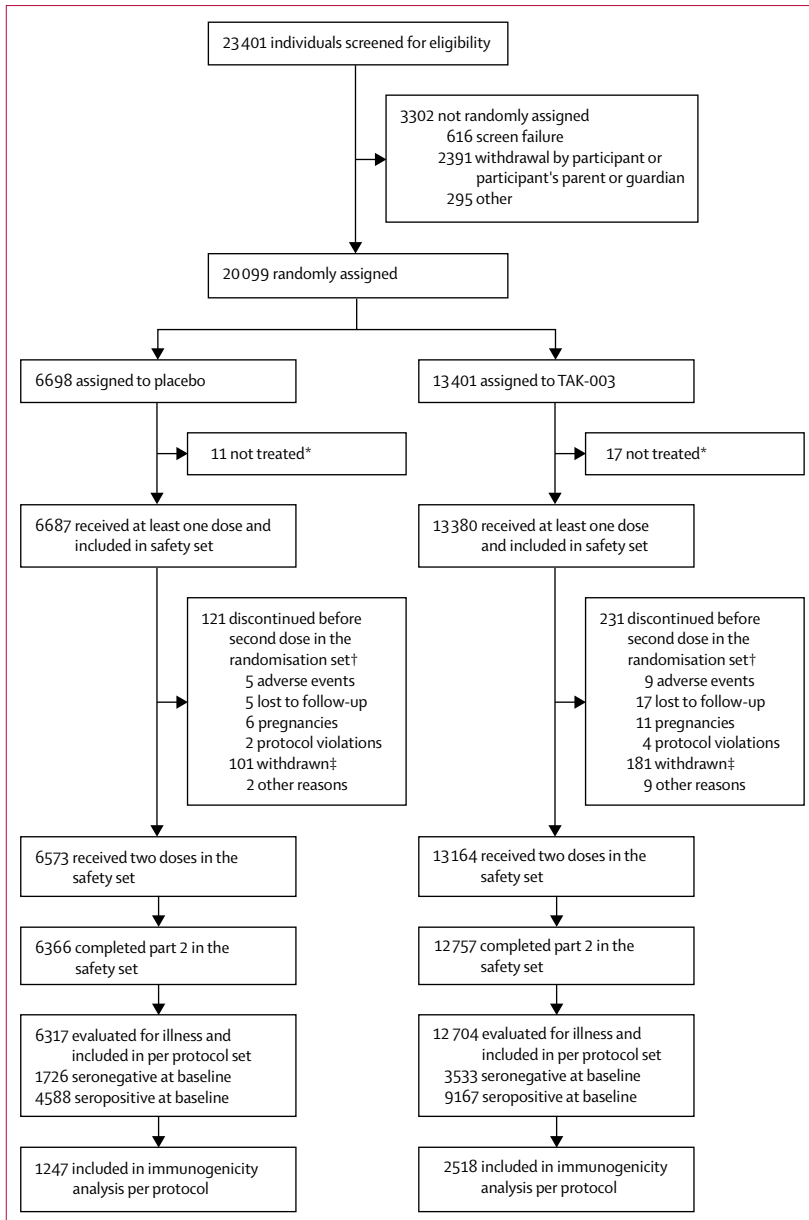 23 401 individuals screened for eligibility
3302 not randomly assigned
616 screen failure
2391 withdrawal by participant or
participant's parent or guardian
295 other
20 099 randomly assigned
6698 assigned to placebo
13 401 assigned to TAK-003
11 not treated*
17 not treated*
6687 received at least one dose and
included in safety set
13 380 received at least one dose
and included in safety set
121 discontinued before
second dose in the
randomisation set†
5 adverse events
5 lost to follow-up
6 pregnancies
2 protocol violations
101 withdrawn‡
2 other reasons
231 discontinued before
second dose in the
randomisation set†
9 adverse events
17 lost to follow-up
11 pregnancies
4 protocol violations
181 withdrawn‡
9 other reasons
6573 received two doses in the
safety set
13 164 received two doses in the
safety set
6366 completed part 2 in the
safety set
12 757 completed part 2 in the
safety set
6317 evaluated for illness and
included in per protocol set
1726 seronegative at baseline
4588 seropositive at baseline
12 704 evaluated for illness and
included in per protocol set
3533 seronegative at baseline
9167 seropositive at baseline
1247 included in immunogenicity
analysis per protocol
2518 included in immunogenicity
analysis per protocol